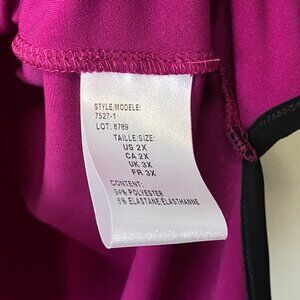 STYLE/MODELE:
7527-1
LOT: 8789
TAILLE/SIZE:
US 2X
CA 2X
UK 3X
FR 3X
CONTENT:
94% POLYESTER
6% ELASTANE/ELASTHANNE